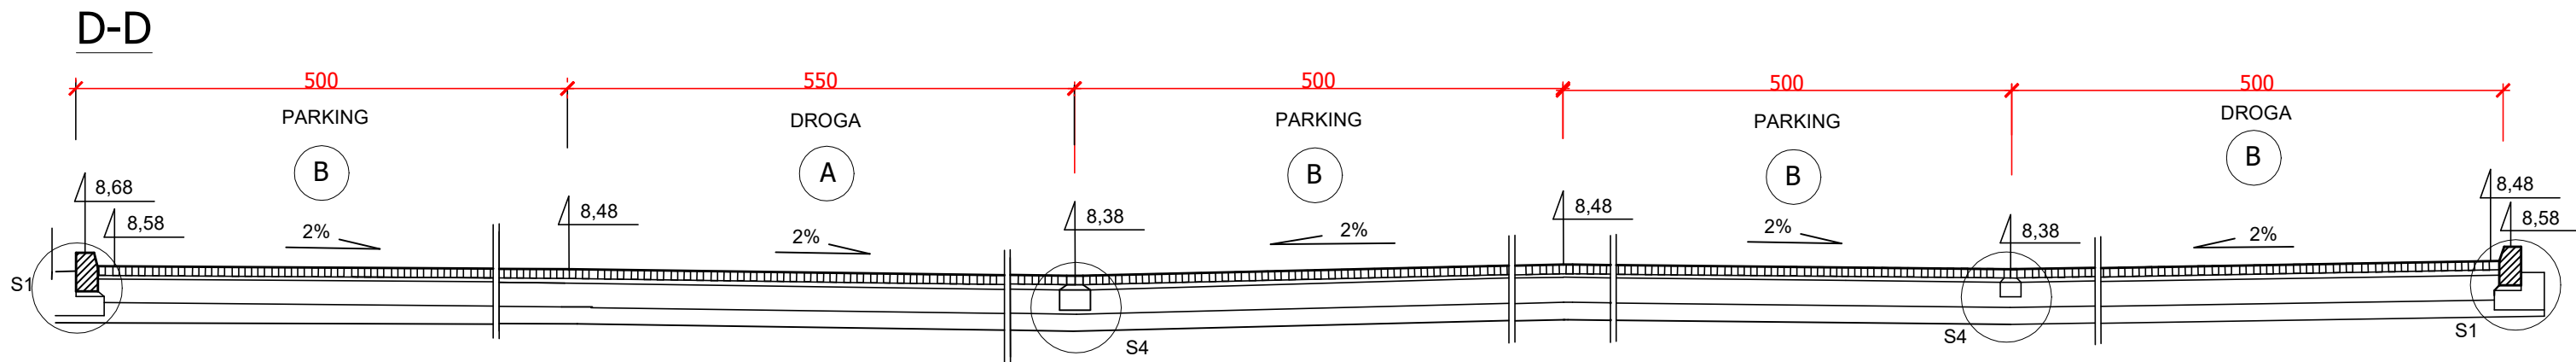 D-D
500 550 500 500 500
PARKING DROGA PARKING PARKING DROGA
B A B B B
8,68 8,58 8,48 8,38 8,48 8,38 8,48 8,58
2% 2% 2% 2% 2%
S1 S4 S4 S1